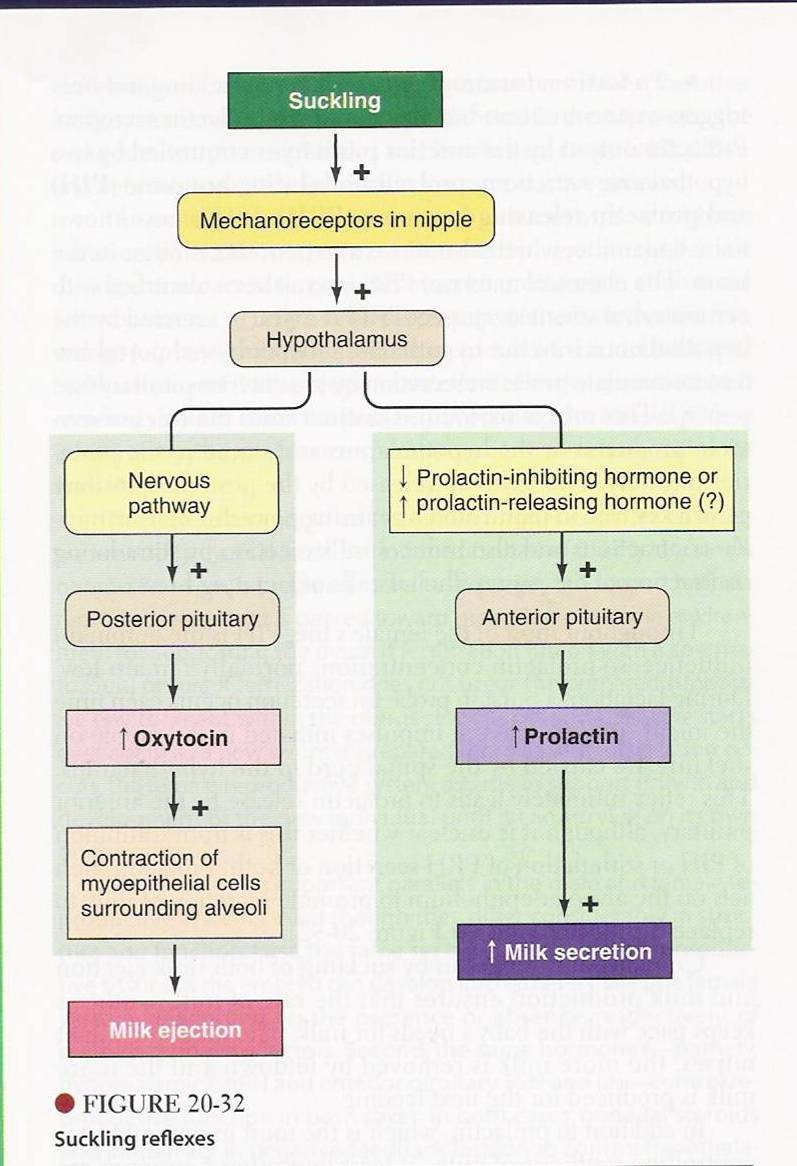 Suckling
+
Mechanoreceptors in nipple
+
Hypothalamus
Nervous
pathway
+
Posterior pituitary
↑ Oxytocin
+
Contraction of
myoepithelial cells
surrounding alveoli
Milk ejection
↓ Prolactin-inhibiting hormone or
↑ prolactin-releasing hormone (?)
+
Anterior pituitary
↑ Prolactin
+
↑ Milk secretion
● FIGURE 20-32
Suckling reflexes